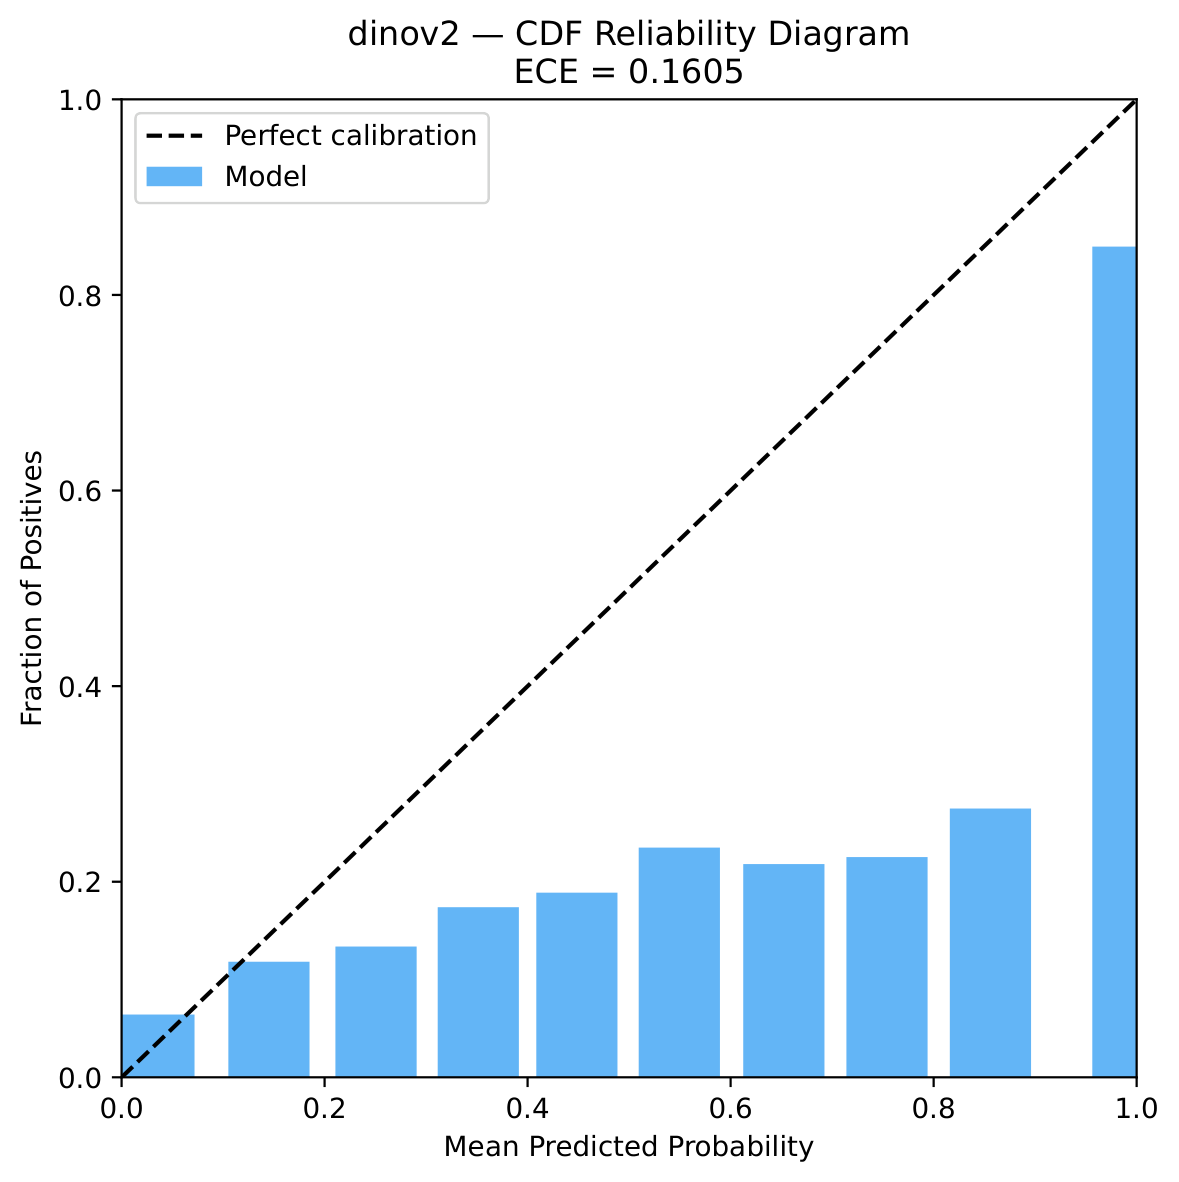 dinov2 — CDF Reliability Diagram
ECE = 0.1605
Perfect calibration
Model
Fraction of Positives
1.0
0.8
0.6
0.4
0.2
0.0
0.0 0.2 0.4 0.6 0.8 1.0
Mean Predicted Probability